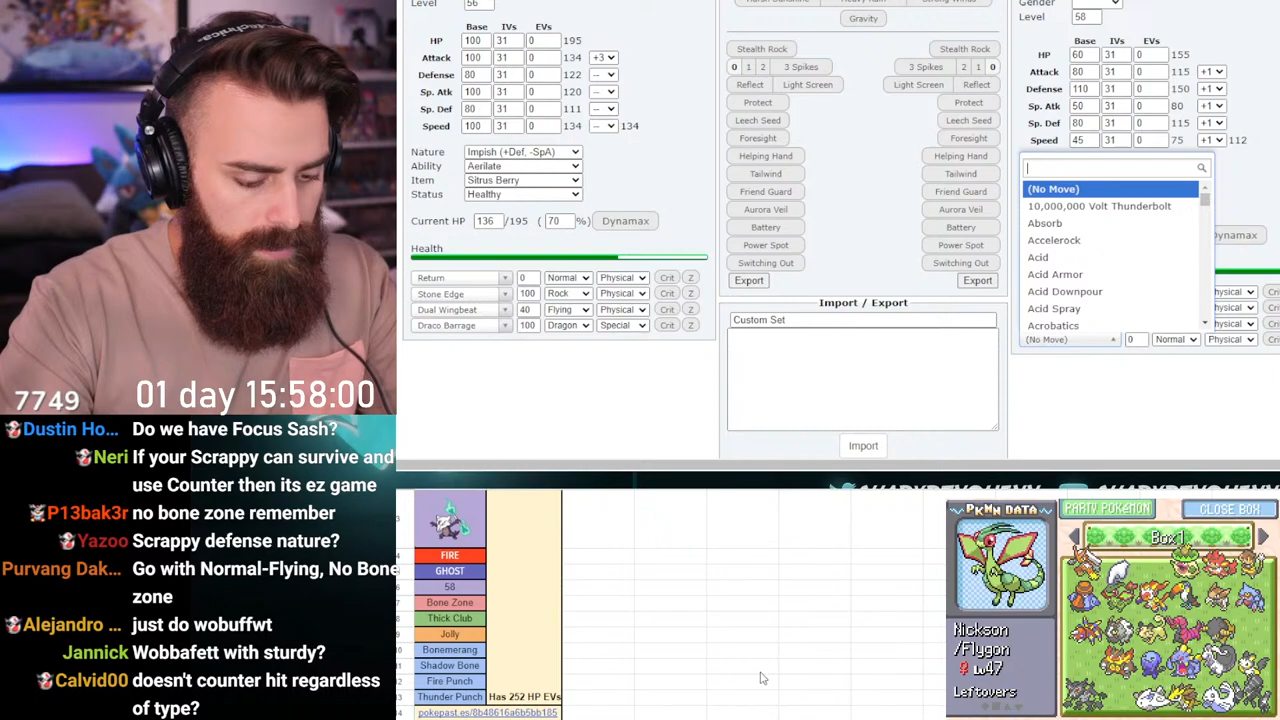 Level 56
Base IVs EVs
HP 100 31 0 195
Attack 100 31 0 134 +3
Defense 80 31 0 122 --
Sp. Atk 100 31 0 120 --
Sp. Def 80 31 0 111 --
Speed 100 31 0 134 -- 134
Nature Impish (+Def, -SpA)
Ability Aerilate
Item Sitrus Berry
Status Healthy
Current HP 136 /195 ( 70 %) Dynamax
Health
Return 0 Normal Physical Crit Z
Stone Edge 100 Rock Physical Crit Z
Dual Wingbeat 40 Flying Physical Crit Z
Draco Barrage 100 Dragon Special Crit Z
Gravity
Stealth Rock Stealth Rock
0 1 2 3 Spikes 3 Spikes 2 1 0
Reflect Light Screen Light Screen Reflect
Protect Protect
Leech Seed Leech Seed
Foresight Foresight
Helping Hand Helping Hand
Tailwind Tailwind
Friend Guard Friend Guard
Aurora Veil Aurora Veil
Battery Battery
Power Spot Power Spot
Switching Out Switching Out
Export Export
Import / Export
Custom Set
Import
Gender
Level 58
Base IVs EVs
HP 60 31 0 155
Attack 80 31 0 115 +1
Defense 110 31 0 150 +1
Sp. Atk 50 31 0 80 +1
Sp. Def 80 31 0 115 +1
Speed 45 31 0 75 +1 112
(No Move)
10,000,000 Volt Thunderbolt
Absorb
Accelerock
Acid
Acid Armor
Acid Downpour
Acid Spray
Acrobatics
(No Move) 0 Normal Physical
7749 01 day 15:58:00
Dustin Ho... Do we have Focus Sash?
Neri If your Scrappy can survive and
use Counter then its ez game
P13bak3r no bone zone remember
Yazoo Scrappy defense nature?
Purvang Dak... Go with Normal-Flying, No Bone
zone
Alejandro ... just do wobuffwt
Jannick Wobbafett with sturdy?
Calvid00 doesn't counter hit regardless
of type?
FIRE
GHOST
58
Bone Zone
Thick Club
Jolly
Bonemerang
Shadow Bone
Fire Punch
Thunder Punch Has 252 HP EVs
pokepast.es/8b48616a6b5bb185
PKMN DATA
PARTY POKéMON CLOSE BOX
Box1
Nickson
/Flygon
♀ Lv47
Leftovers